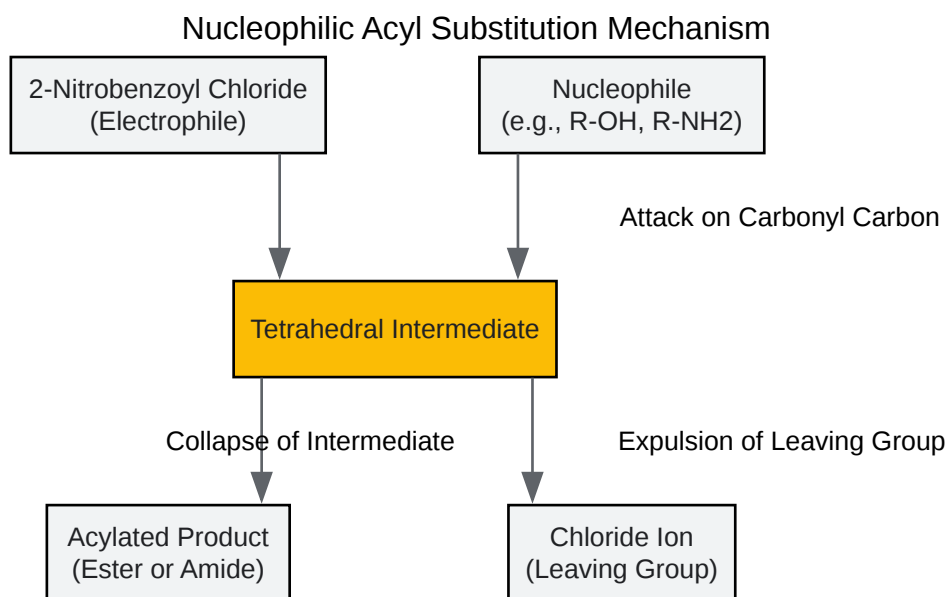 Nucleophilic Acyl Substitution Mechanism
2-Nitrobenzoyl Chloride
(Electrophile)
Nucleophile
(e.g., R-OH, R-NH2)
Attack on Carbonyl Carbon
Tetrahedral Intermediate
Collapse of Intermediate
Expulsion of Leaving Group
Acylated Product
(Ester or Amide)
Chloride Ion
(Leaving Group)